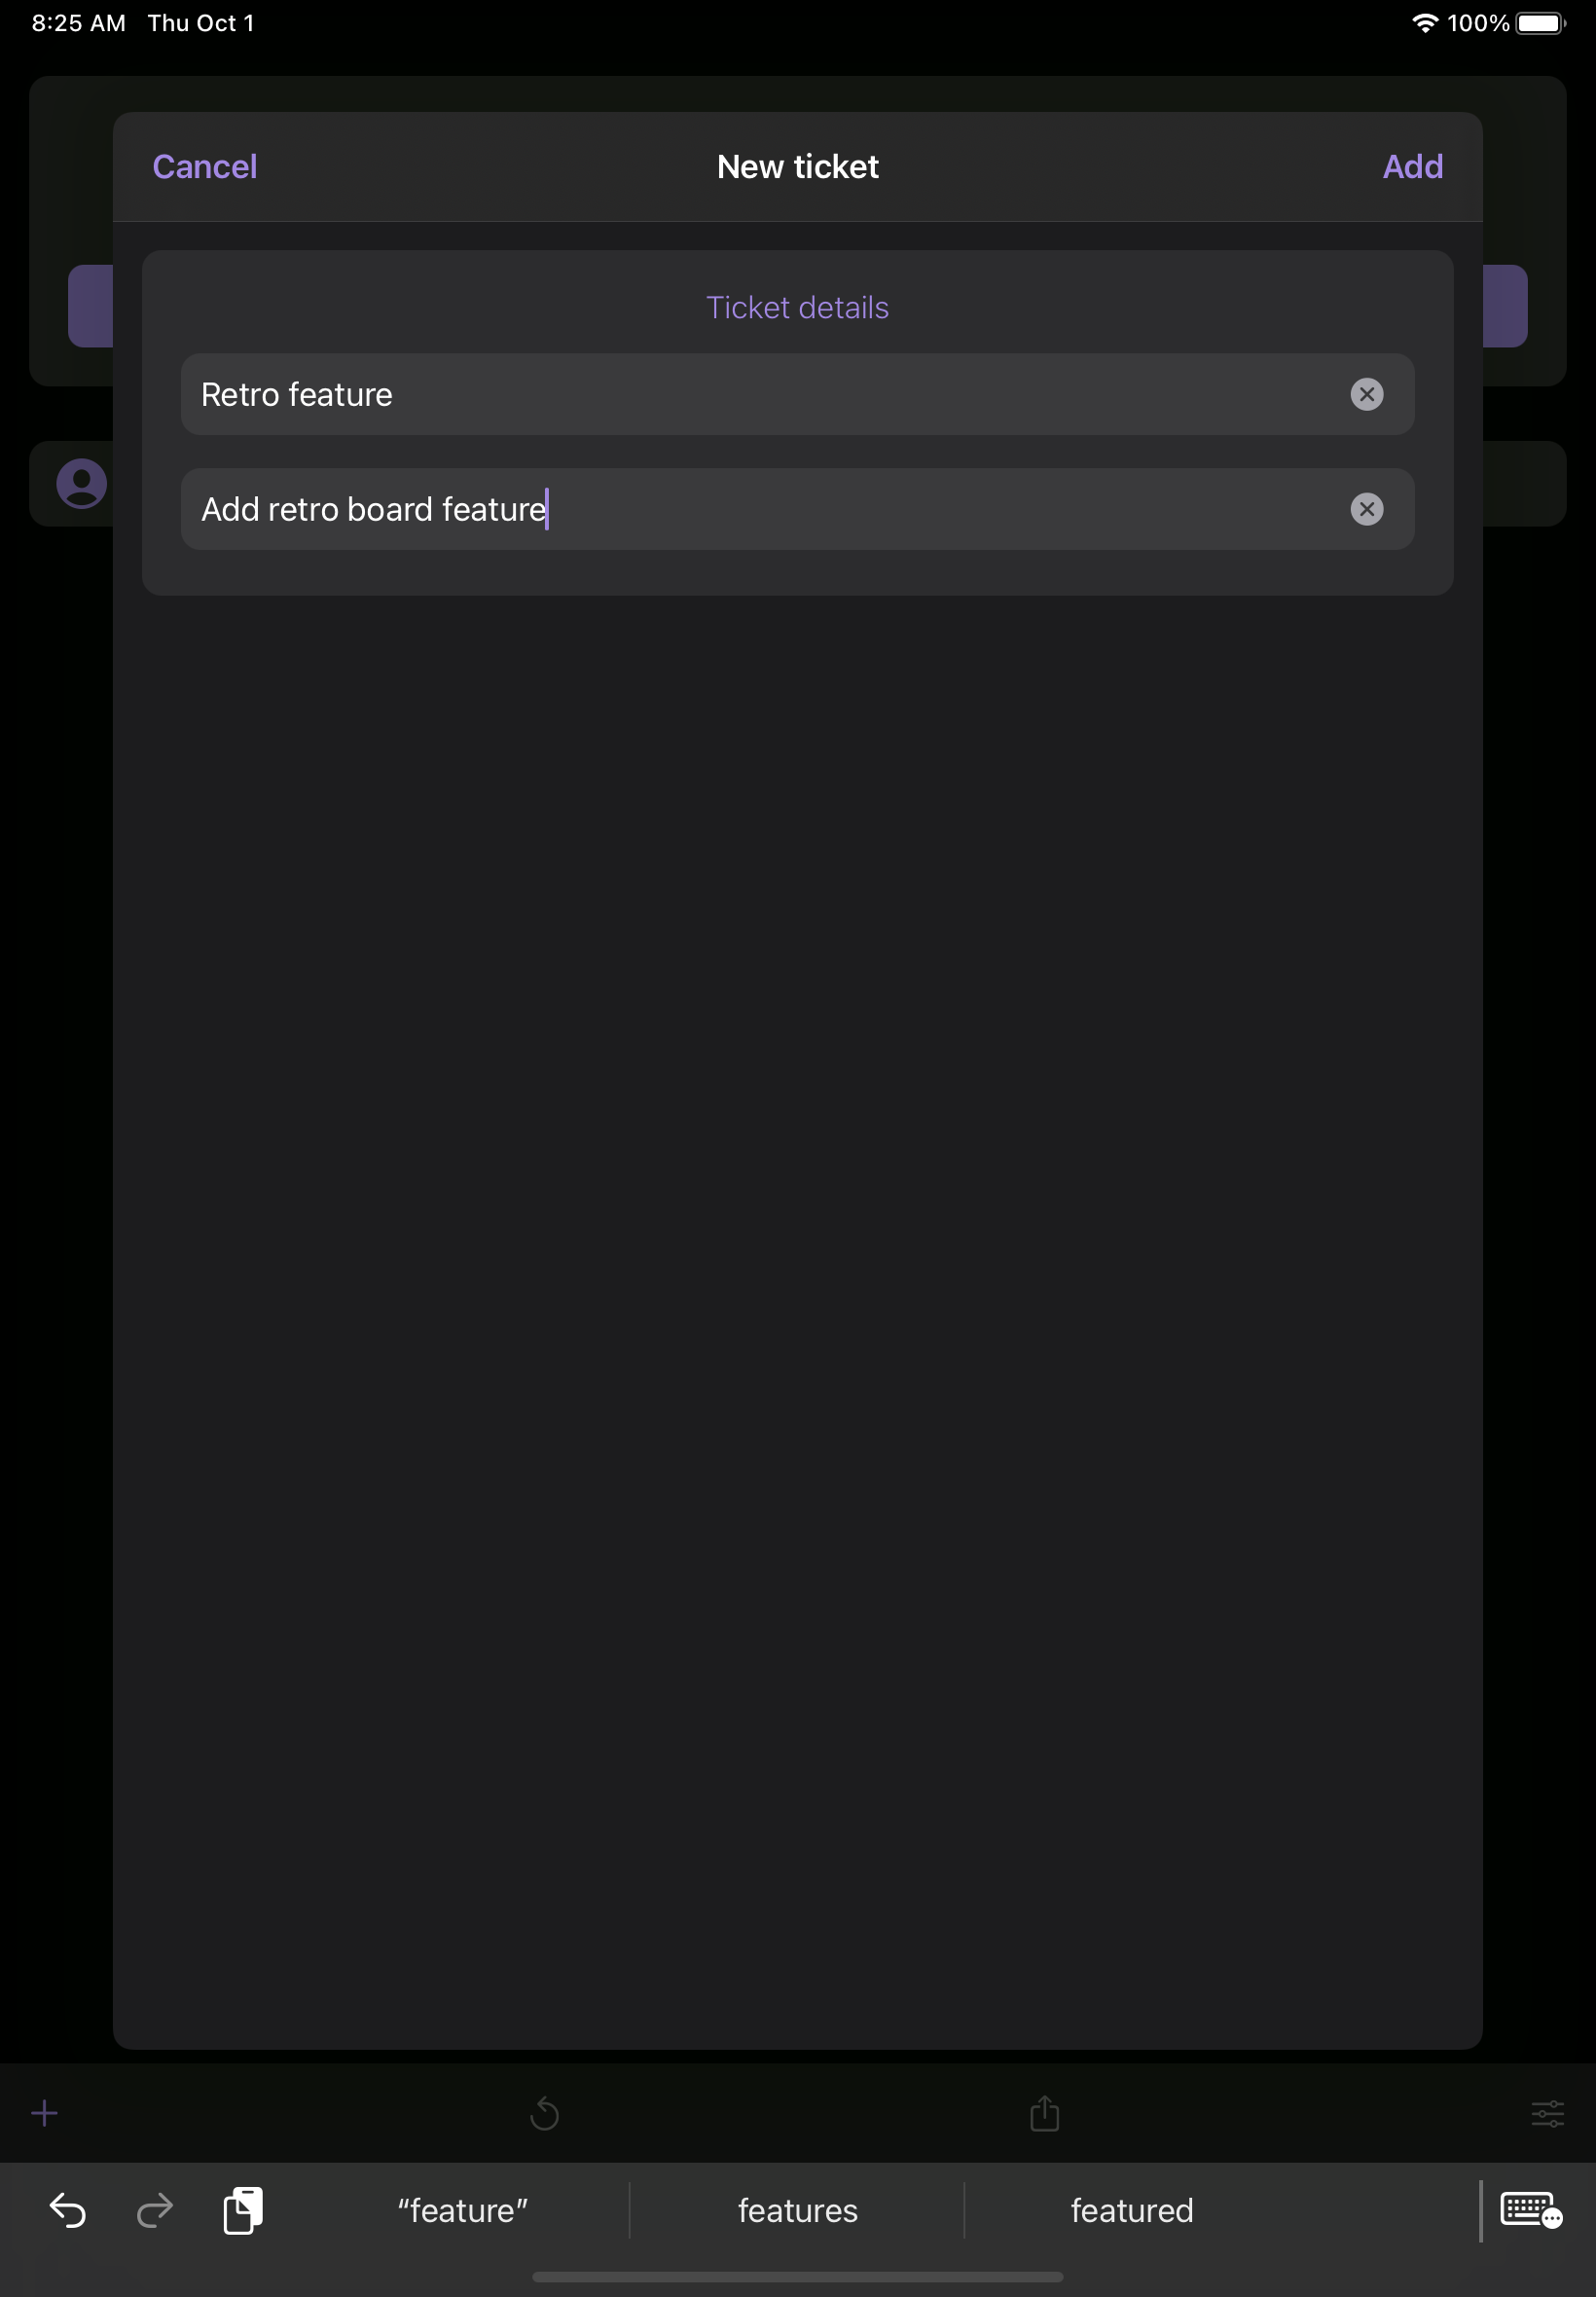 8:25 AM Thu Oct 1 100%
Cancel New ticket Add
Ticket details
Retro feature
Add retro board feature
“feature” features featured